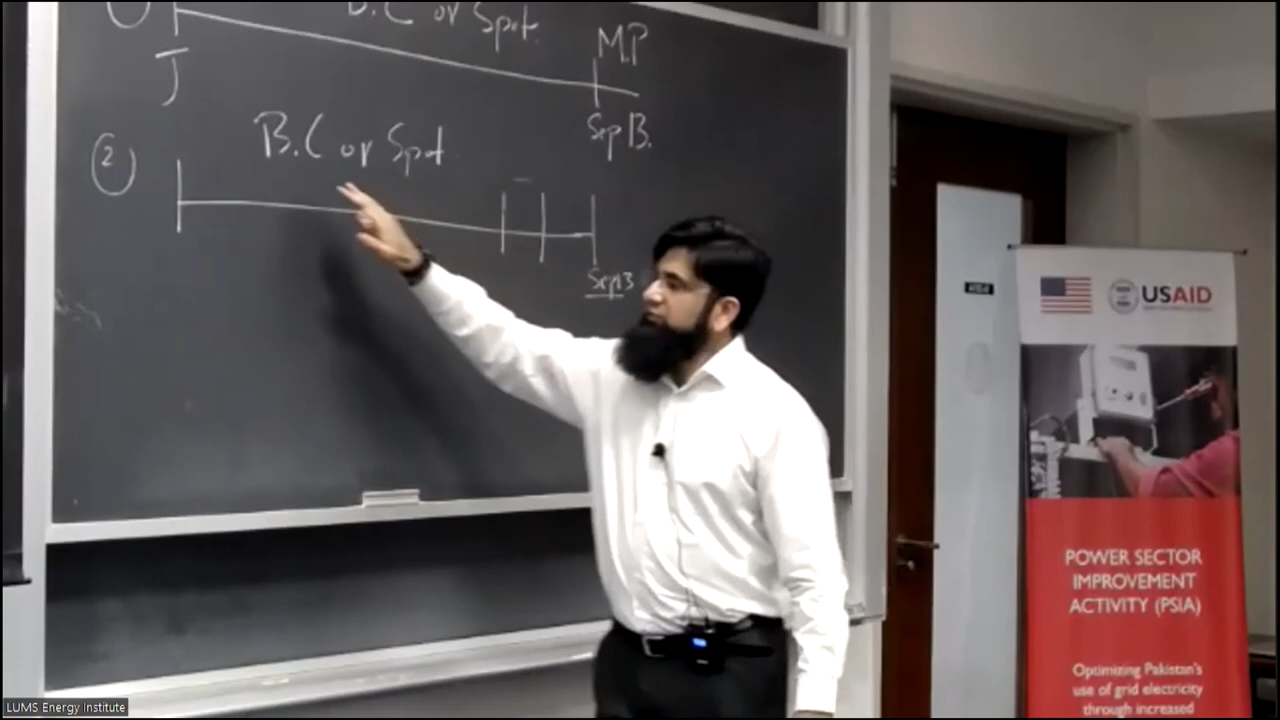 B.C or Spot.
M.P
J
Sep 13.
2
B.C or Spot.
Sep13
USAID
POWER SECTOR
IMPROVEMENT
ACTIVITY (PSIA)
Optimizing Pakistan's
use of grid electricity
through increased
LUMS Energy Institute